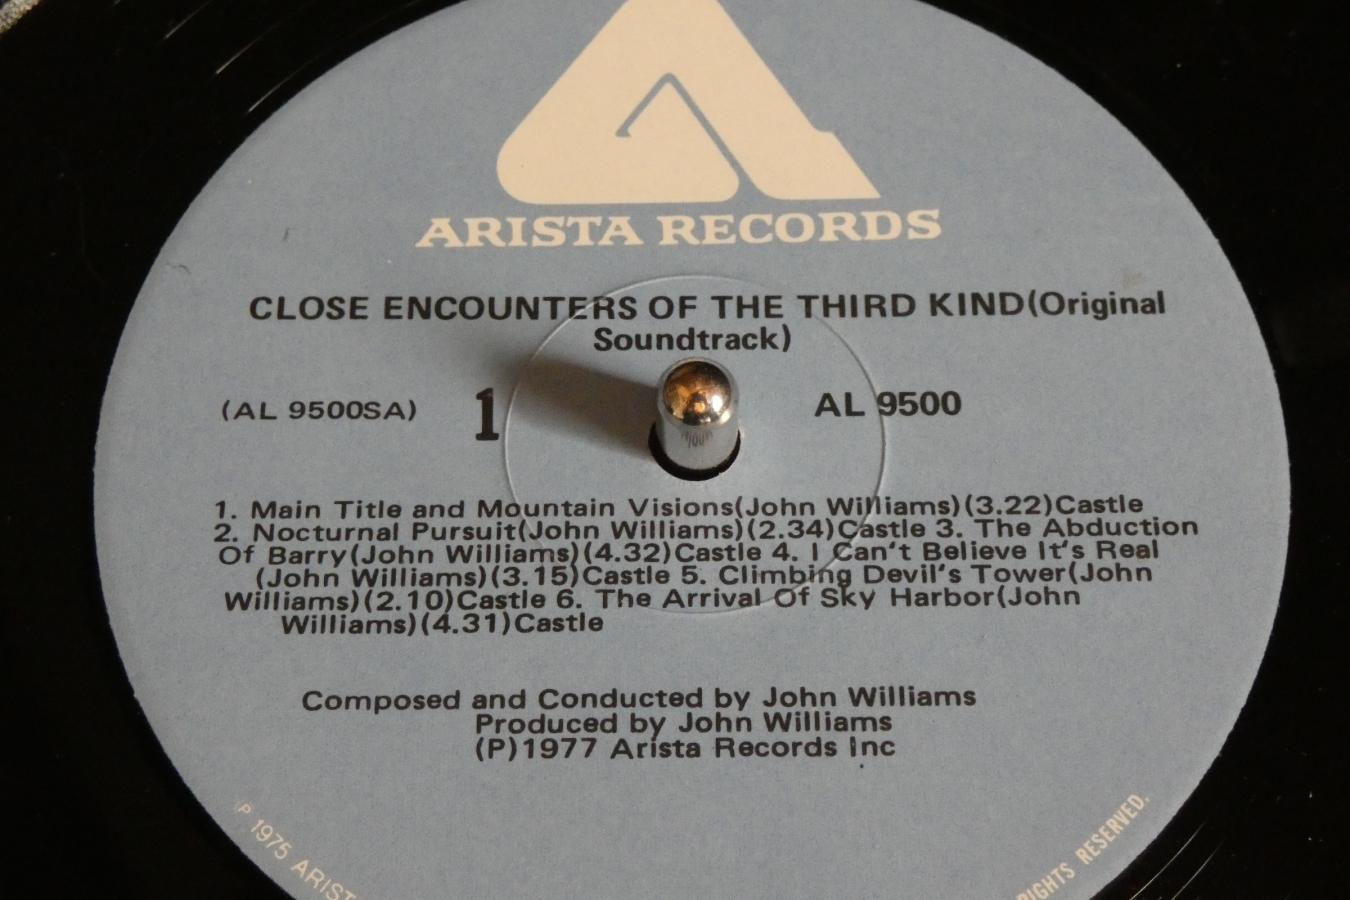 ARISTA RECORDS
CLOSE ENCOUNTERS OF THE THIRD KIND(Original
Soundtrack)
(AL 9500SA) 1 AL 9500
1. Main Title and Mountain Visions(John Williams)(3.22)Castle
2. Nocturnal Pursuit(John Williams)(2.34)Castle 3. The Abduction
Of Barry(John Williams)(4.32)Castle 4. I Can't Believe It's Real
(John Williams)(3.15)Castle 5. Climbing Devil's Tower(John
Williams)(2.10)Castle 6. The Arrival Of Sky Harbor(John
Williams)(4.31)Castle
Composed and Conducted by John Williams
Produced by John Williams
(P)1977 Arista Records Inc
P 1975 ARIST
RIGHTS RESERVED.